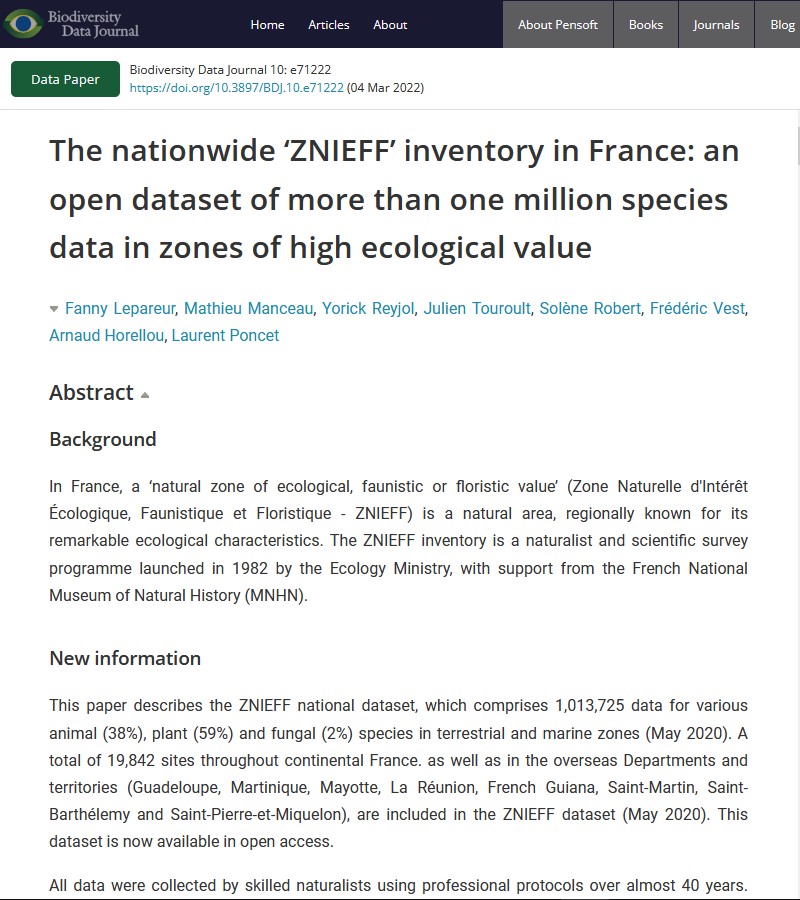 Biodiversity
Data Journal
Home Articles About About Pensoft Books Journals Blog
Data Paper
Biodiversity Data Journal 10: e71222
https://doi.org/10.3897/BDJ.10.e71222 (04 Mar 2022)
The nationwide ‘ZNIEFF’ inventory in France: an
open dataset of more than one million species
data in zones of high ecological value
Fanny Lepareur, Mathieu Manceau, Yorick Reyjol, Julien Touroult, Solène Robert, Frédéric Vest,
Arnaud Horellou, Laurent Poncet
Abstract
Background
In France, a ‘natural zone of ecological, faunistic or floristic value’ (Zone Naturelle d'Intérêt
Écologique, Faunistique et Floristique - ZNIEFF) is a natural area, regionally known for its
remarkable ecological characteristics. The ZNIEFF inventory is a naturalist and scientific survey
programme launched in 1982 by the Ecology Ministry, with support from the French National
Museum of Natural History (MNHN).
New information
This paper describes the ZNIEFF national dataset, which comprises 1,013,725 data for various
animal (38%), plant (59%) and fungal (2%) species in terrestrial and marine zones (May 2020). A
total of 19,842 sites throughout continental France. as well as in the overseas Departments and
territories (Guadeloupe, Martinique, Mayotte, La Réunion, French Guiana, Saint-Martin, Saint-
Barthélemy and Saint-Pierre-et-Miquelon), are included in the ZNIEFF dataset (May 2020). This
dataset is now available in open access.
All data were collected by skilled naturalists using professional protocols over almost 40 years.